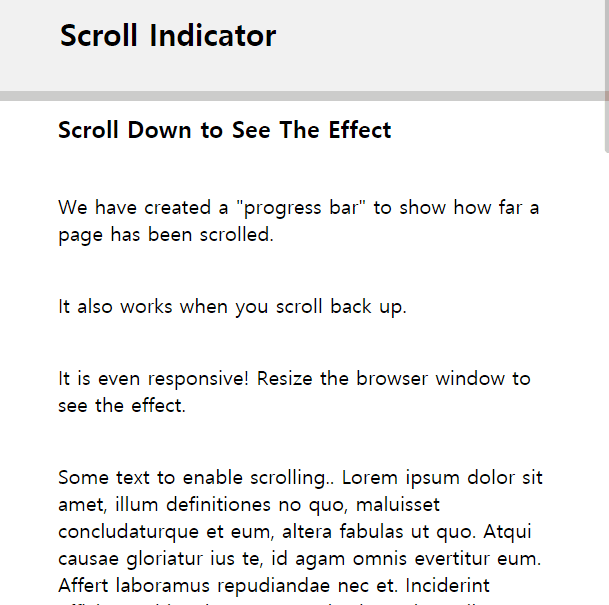 Scroll Indicator
Scroll Down to See The Effect
We have created a "progress bar" to show how far a
page has been scrolled.
It also works when you scroll back up.
It is even responsive! Resize the browser window to
see the effect.
Some text to enable scrolling.. Lorem ipsum dolor sit
amet, illum definitiones no quo, maluisset
concludaturque et eum, altera fabulas ut quo. Atqui
causae gloriatur ius te, id agam omnis evertitur eum.
Affert laboramus repudiandae nec et. Inciderint